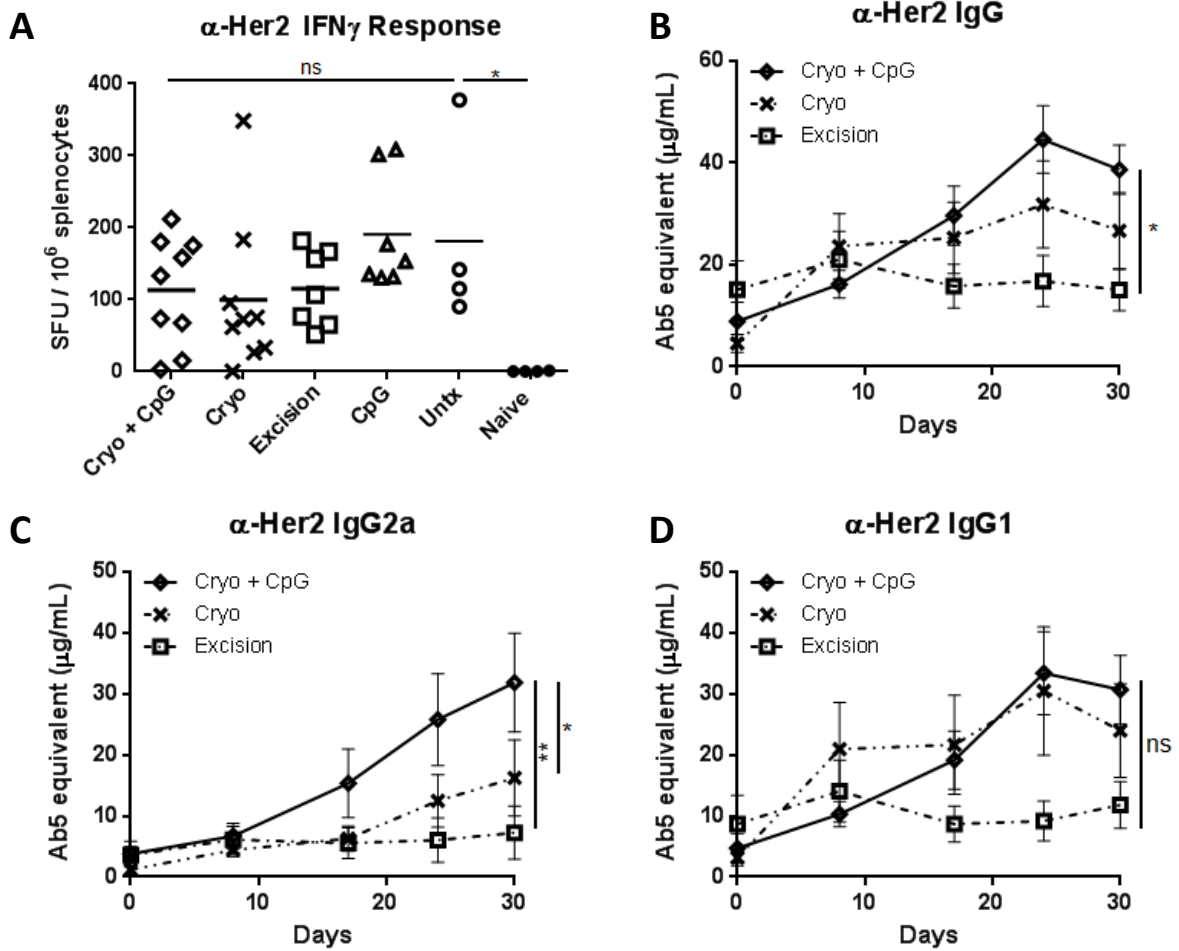 A
α-Her2 IFNγ Response
ns
*
SFU / 10⁶ splenocytes
400
300
200
100
0
Cryo + CpG
Cryo
Excision
CpG
Untx
Naive
B
α-Her2 IgG
Ab5 equivalent (μg/mL)
60
40
20
0
Cryo + CpG
Cryo
Excision
*
0 10 20 30
Days
C
α-Her2 IgG2a
Ab5 equivalent (μg/mL)
50
40
30
20
10
0
Cryo + CpG
Cryo
Excision
**
*
0 10 20 30
Days
D
α-Her2 IgG1
Ab5 equivalent (μg/mL)
50
40
30
20
10
0
Cryo + CpG
Cryo
Excision
ns
0 10 20 30
Days